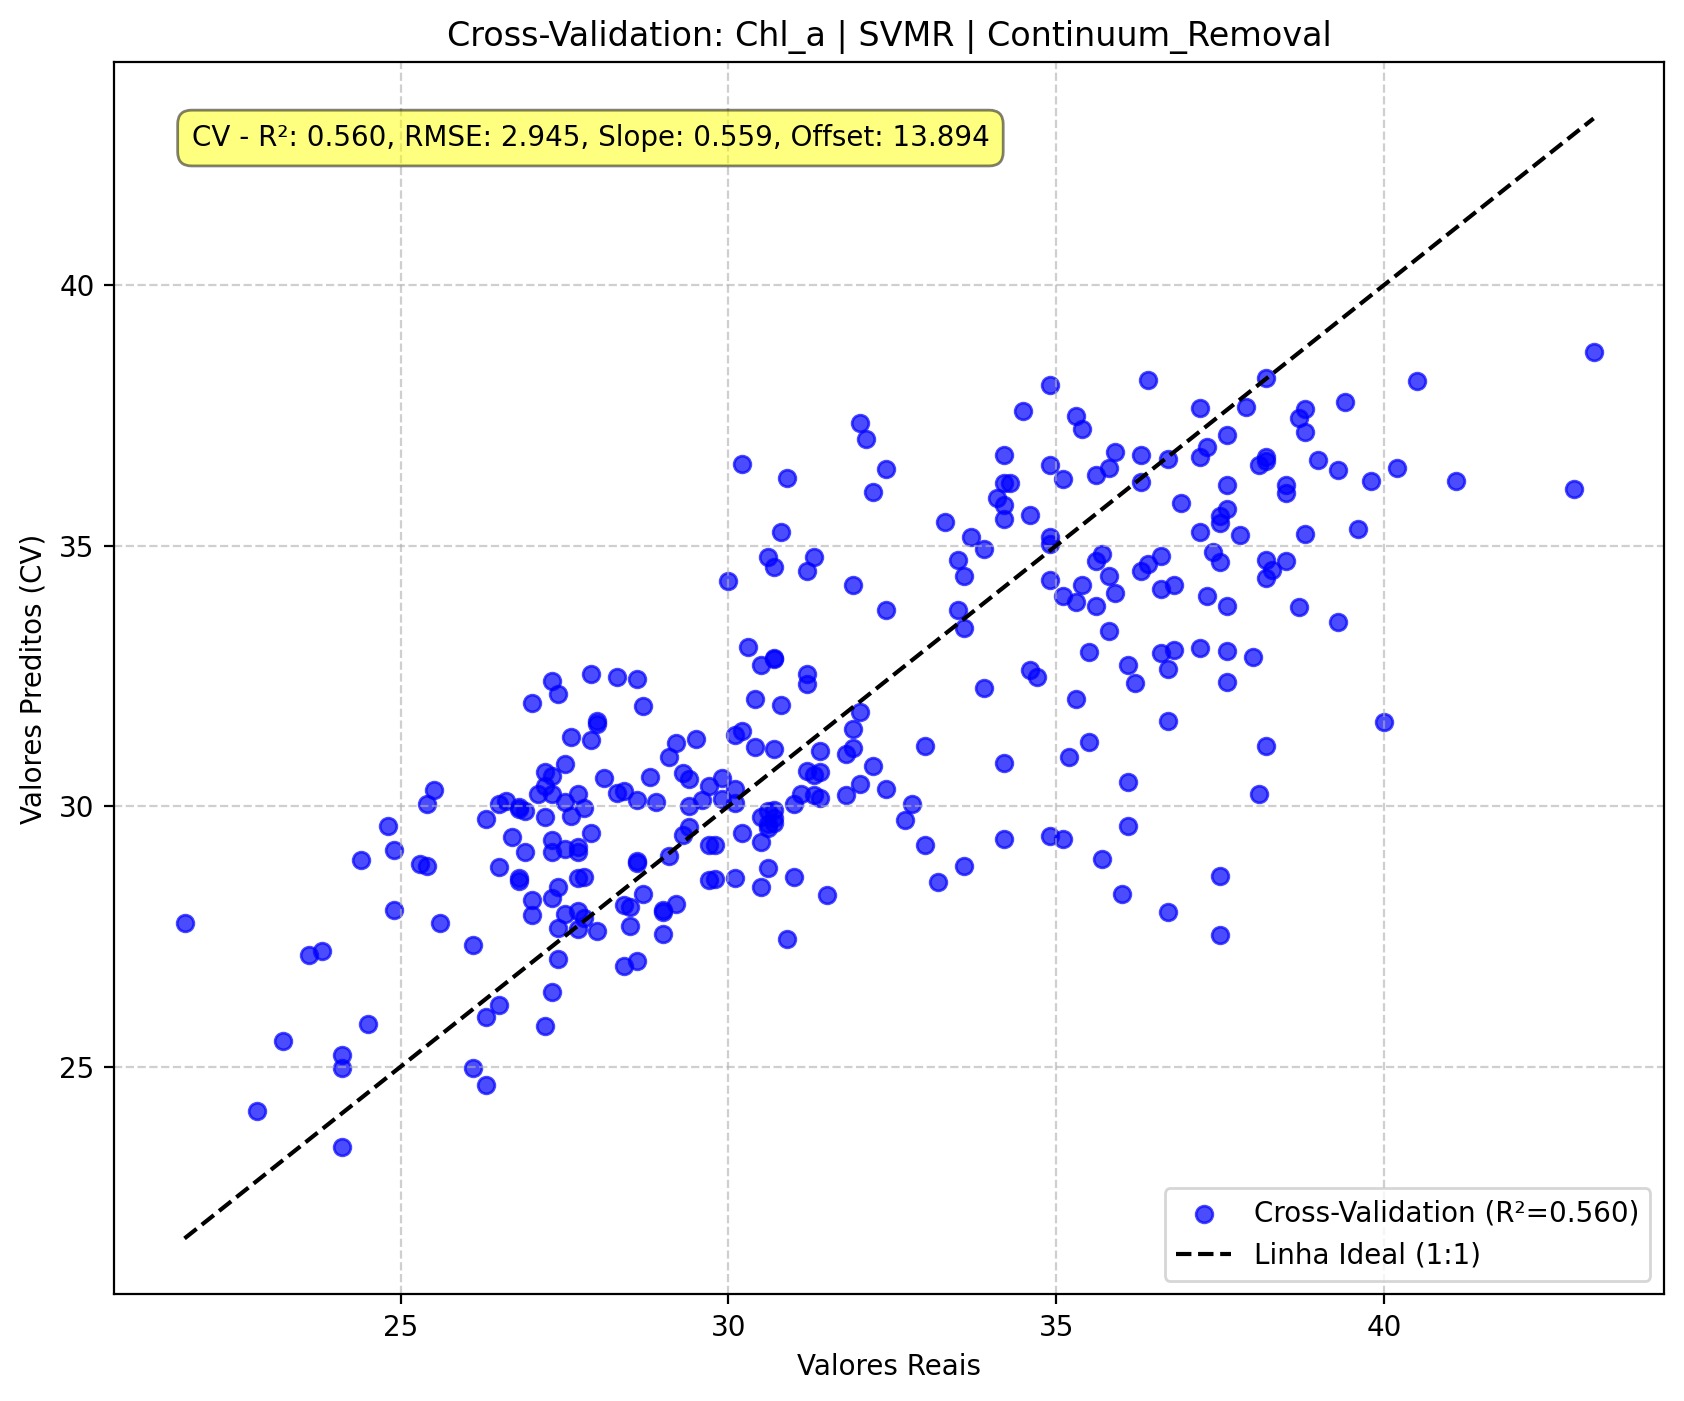 Cross-Validation: Chl_a | SVMR | Continuum_Removal
CV - R²: 0.560, RMSE: 2.945, Slope: 0.559, Offset: 13.894
Valores Preditos (CV)
40
35
30
25
Cross-Validation (R²=0.560)
Linha Ideal (1:1)
25 30 35 40
Valores Reais